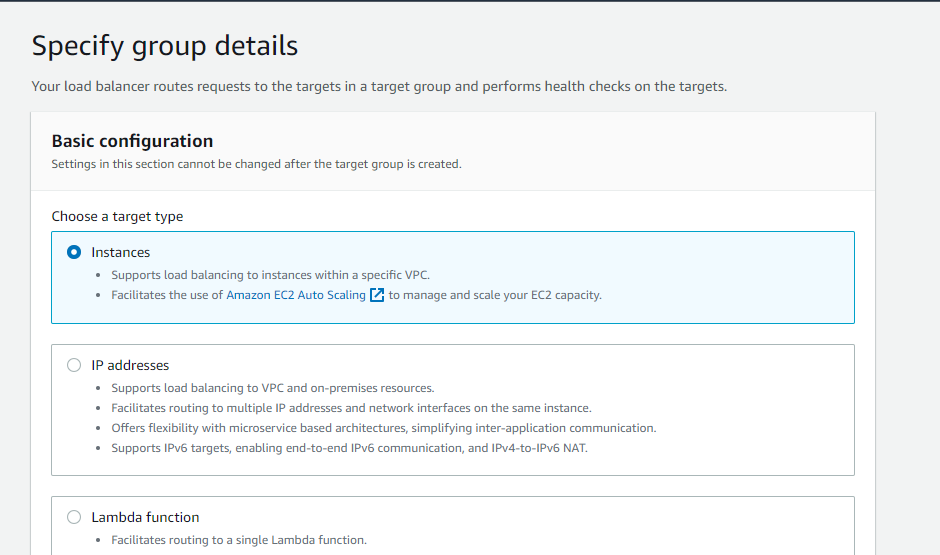 Specify group details
Your load balancer routes requests to the targets in a target group and performs health checks on the targets.
Basic configuration
Settings in this section cannot be changed after the target group is created.
Choose a target type
Instances
• Supports load balancing to instances within a specific VPC.
• Facilitates the use of Amazon EC2 Auto Scaling to manage and scale your EC2 capacity.
IP addresses
• Supports load balancing to VPC and on-premises resources.
• Facilitates routing to multiple IP addresses and network interfaces on the same instance.
• Offers flexibility with microservice based architectures, simplifying inter-application communication.
• Supports IPv6 targets, enabling end-to-end IPv6 communication, and IPv4-to-IPv6 NAT.
Lambda function
• Facilitates routing to a single Lambda function.